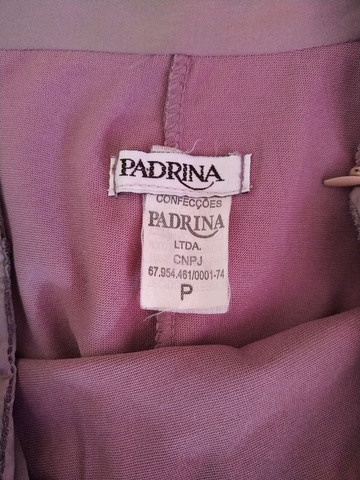 PADRINA
CONFECÇÕES
PADRINA
LTDA.
CNPJ
67.954.461/0001-74
P